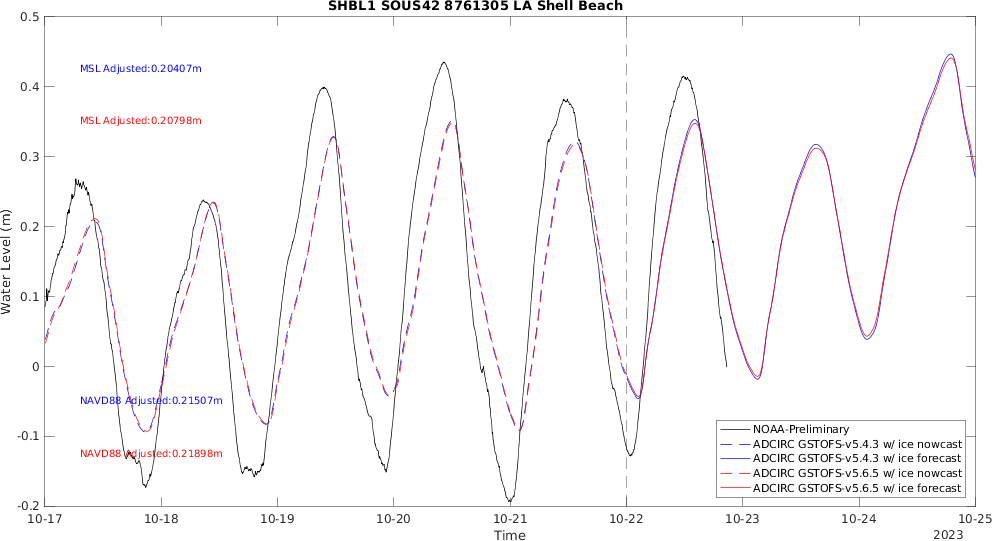 SHBL1 SOUS42 8761305 LA Shell Beach
0.5
0.4
0.3
0.2
0.1
0
-0.1
-0.2
Water Level (m)
MSL Adjusted:0.20407m
MSL Adjusted:0.20798m
NAVD88 Adjusted:0.21507m
NAVD88 Adjusted:0.21898m
NOAA-Preliminary
ADCIRC GSTOFS-v5.4.3 w/ ice nowcast
ADCIRC GSTOFS-v5.4.3 w/ ice forecast
ADCIRC GSTOFS-v5.6.5 w/ ice nowcast
ADCIRC GSTOFS-v5.6.5 w/ ice forecast
10-17 10-18 10-19 10-20 10-21 10-22 10-23 10-24 10-25
Time
2023